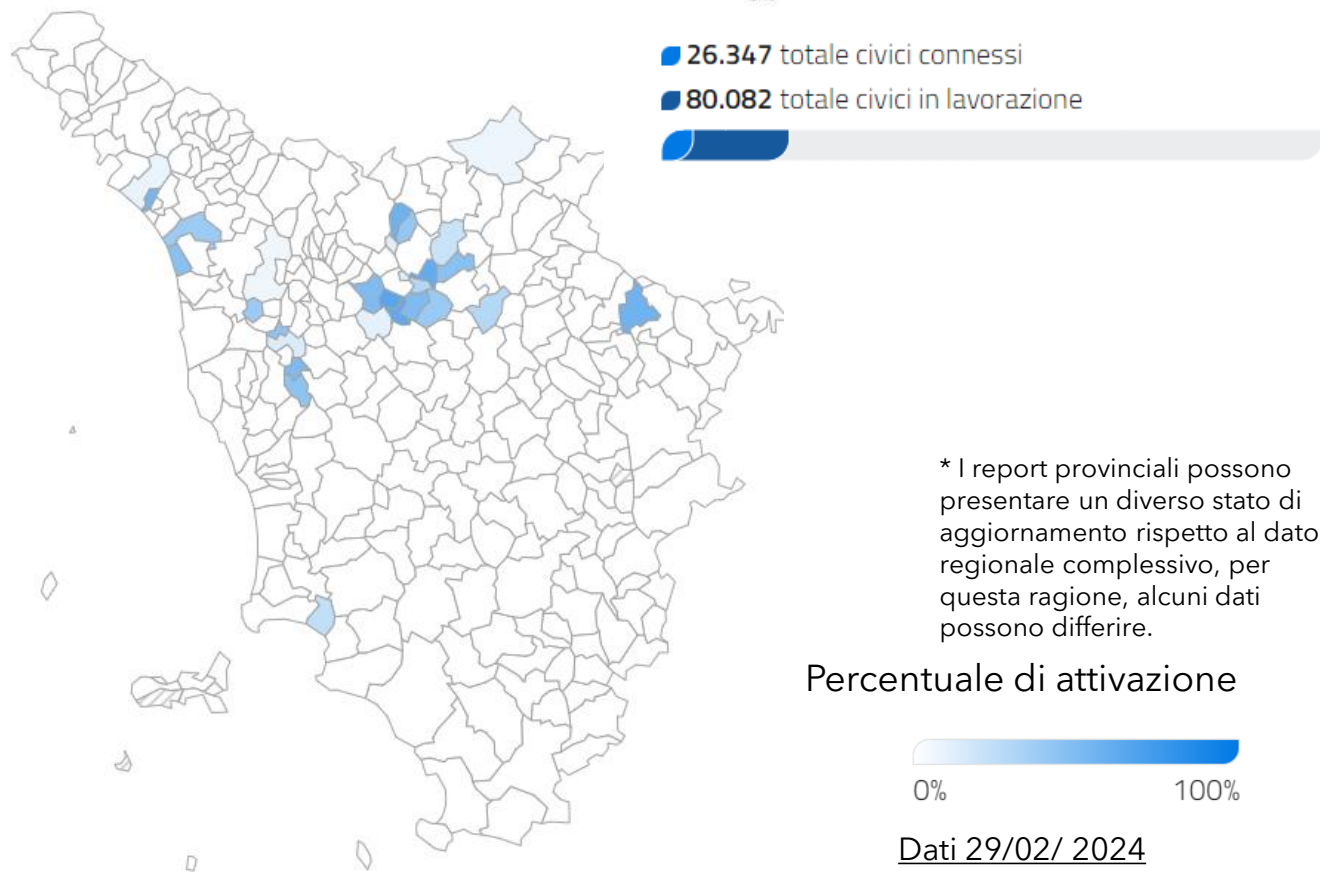 26.347 totale civici connessi
80.082 totale civici in lavorazione
* I report provinciali possono
presentare un diverso stato di
aggiornamento rispetto al dato
regionale complessivo, per
questa ragione, alcuni dati
possono differire.
Percentuale di attivazione
0% 100%
Dati 29/02/ 2024